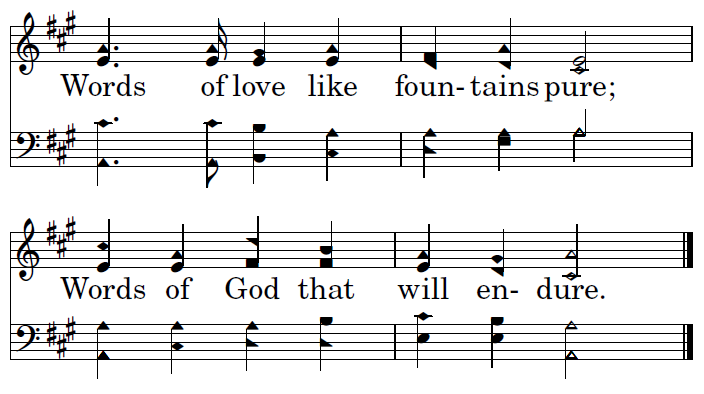 Words of love like foun- tains pure;
Words of God that will en- dure.